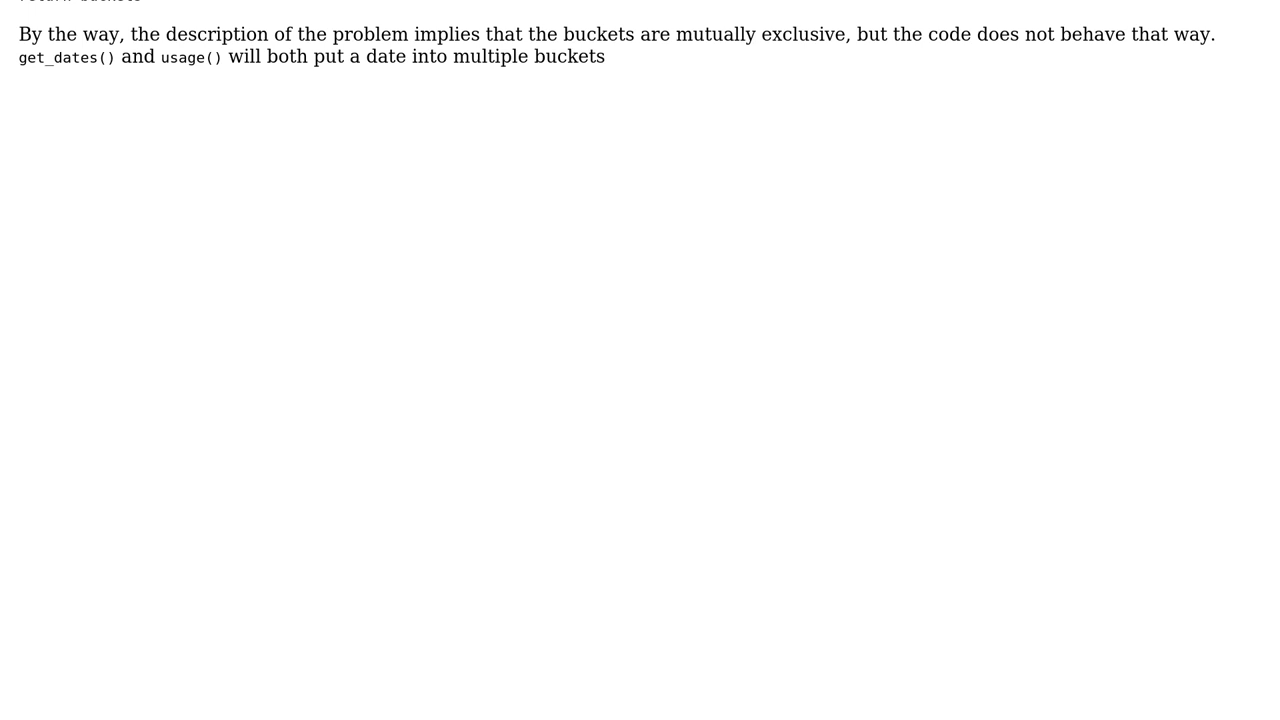 By the way, the description of the problem implies that the buckets are mutually exclusive, but the code does not behave that way.
get_dates() and usage() will both put a date into multiple buckets